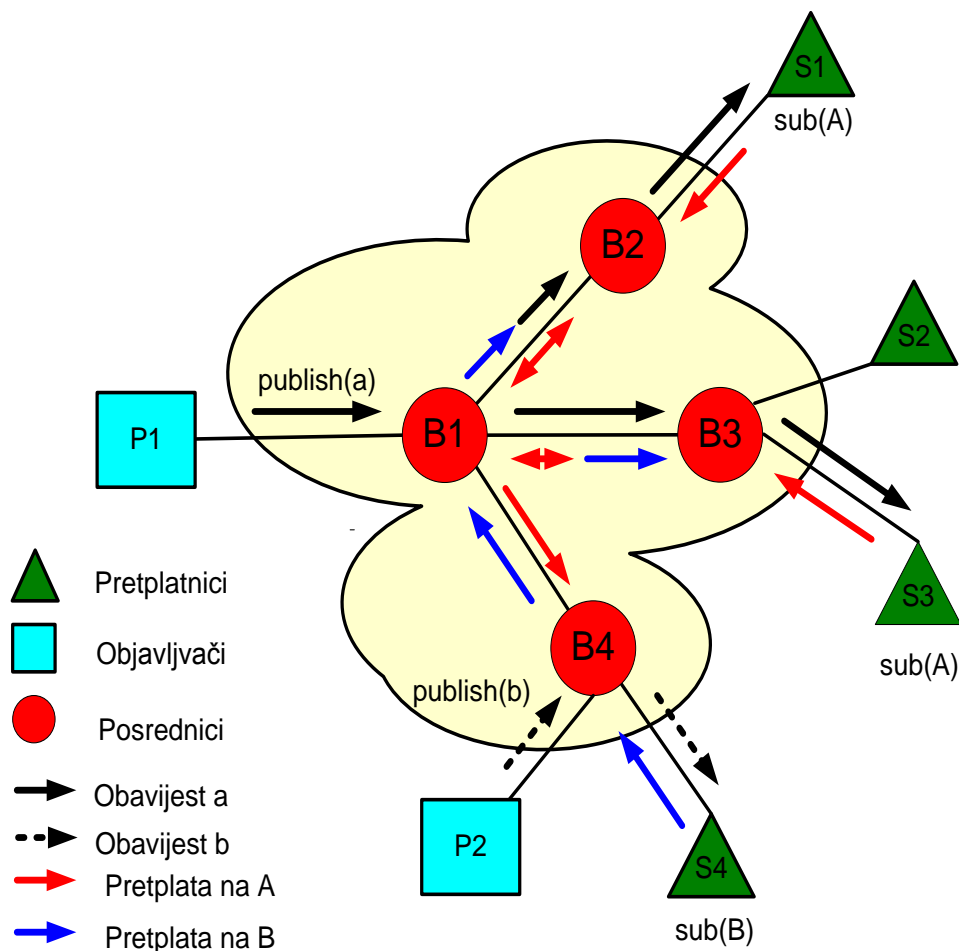 S1
sub(A)
B2
S2
publish(a)
P1
B1
B3
-
Pretplatnici
S3
Objavljvači
B4
sub(A)
publish(b)
Posrednici
Obavijest a
Obavijest b
P2
S4
Pretplata na A
sub(B)
Pretplata na B